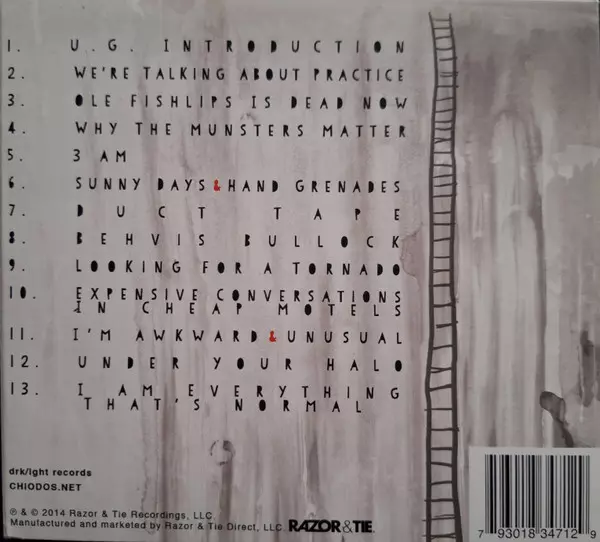 1. U.G. INTRODUCTION
2. WE'RE TALKING ABOUT PRACTICE
3. OLE FISHLIPS IS DEAD NOW
4. WHY THE MUNSTERS MATTER
5. 3 AM
6. SUNNY DAYS&HAND GRENADES
7. DUCT TAPE
8. BEHVIS BULLOCK
9. LOOKING FOR A TORNADO
10. EXPENSIVE CONVERSATIONS
IN CHEAP MOTELS
11. I'M AWKWARD&UNUSUAL
12. UNDER YOUR HALO
13. I AM EVERYTHING
THAT'S NORMAL
drk/lght records
CHIODOS.NET
℗ & © 2014 Razor & Tie Recordings, LLC.
Manufactured and marketed by Razor & Tie Direct, LLC. RAZOR&TIE.
7 93018 34712 9